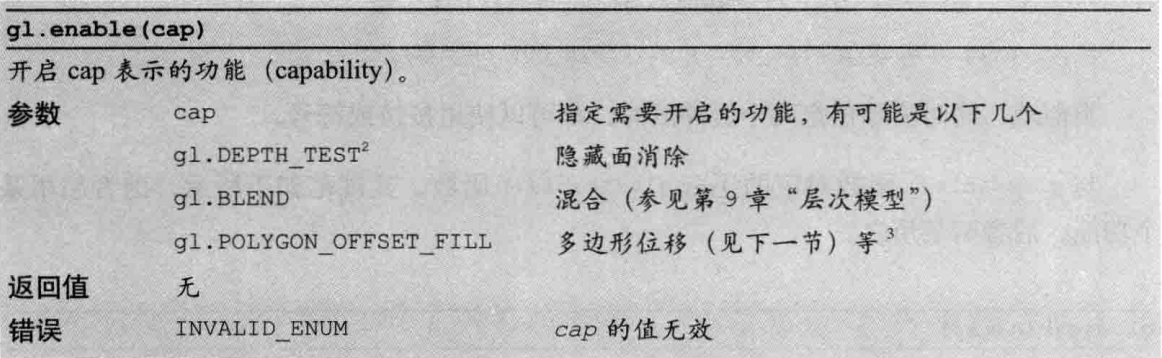 gl.enable(cap)
开启 cap 表示的功能（capability）。
参数 cap 指定需要开启的功能，有可能是以下几个
gl.DEPTH_TEST² 隐藏面消除
gl.BLEND 混合（参见第 9 章“层次模型”）
gl.POLYGON_OFFSET_FILL 多边形位移（见下一节）等³
返回值 无
错误 INVALID_ENUM cap 的值无效